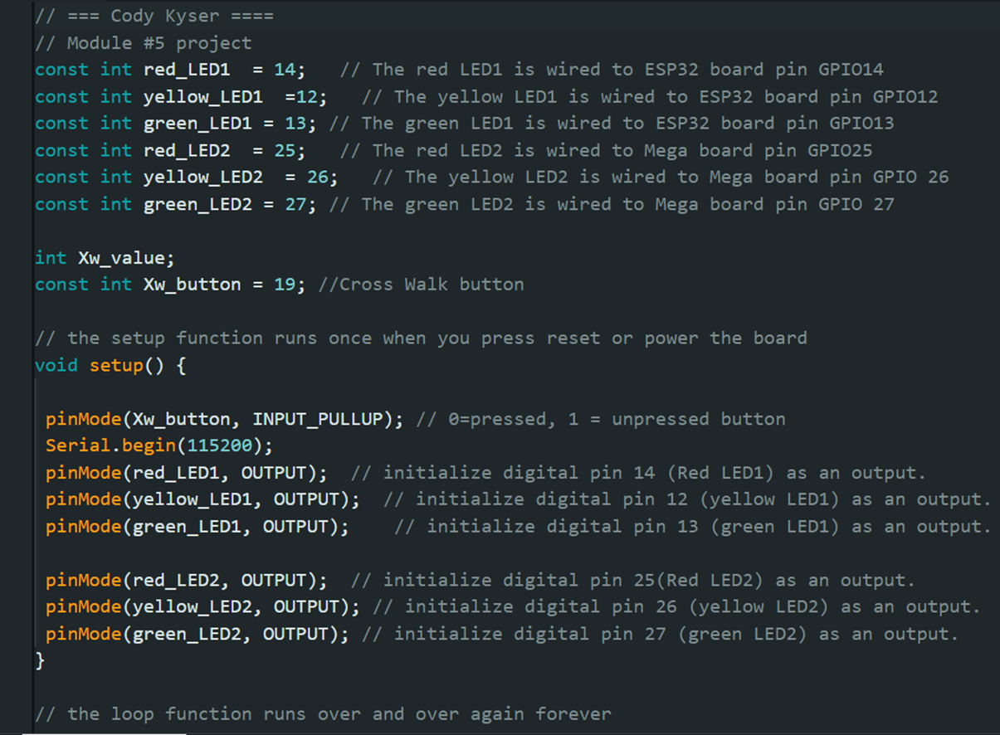 // === Cody Kyser ====
// Module #5 project
const int red_LED1  = 14;   // The red LED1 is wired to ESP32 board pin GPIO14
const int yellow_LED1  =12;   // The yellow LED1 is wired to ESP32 board pin GPIO12
const int green_LED1 = 13; // The green LED1 is wired to ESP32 board pin GPIO13
const int red_LED2  = 25;   // The red LED2 is wired to Mega board pin GPIO25
const int yellow_LED2  = 26;   // The yellow LED2 is wired to Mega board pin GPIO 26
const int green_LED2 = 27; // The green LED2 is wired to Mega board pin GPIO 27

int Xw_value;
const int Xw_button = 19; //Cross Walk button

// the setup function runs once when you press reset or power the board
void setup() {

 pinMode(Xw_button, INPUT_PULLUP); // 0=pressed, 1 = unpressed button
 Serial.begin(115200);
 pinMode(red_LED1, OUTPUT);  // initialize digital pin 14 (Red LED1) as an output.
 pinMode(yellow_LED1, OUTPUT);  // initialize digital pin 12 (yellow LED1) as an output.
 pinMode(green_LED1, OUTPUT);    // initialize digital pin 13 (green LED1) as an output.

 pinMode(red_LED2, OUTPUT);  // initialize digital pin 25(Red LED2) as an output.
 pinMode(yellow_LED2, OUTPUT); // initialize digital pin 26 (yellow LED2) as an output.
 pinMode(green_LED2, OUTPUT); // initialize digital pin 27 (green LED2) as an output.
}

// the loop function runs over and over again forever